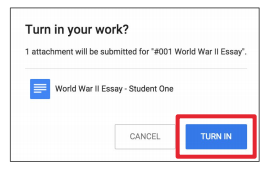 Turn in your work?
1 attachment will be submitted for "#001 World War II Essay".
World War II Essay - Student One
CANCEL TURN IN